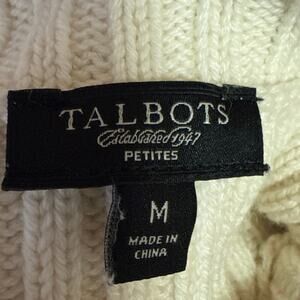 TALBOTS
Established 1947
PETITES
M
MADE IN
CHINA